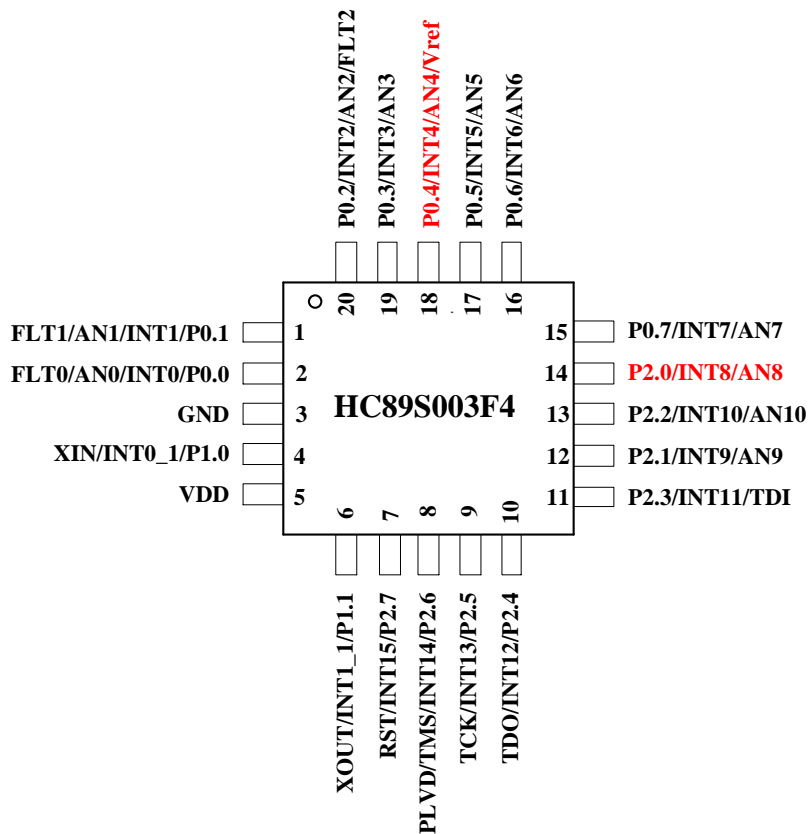 P0.2/INT2/AN2/FLT2
P0.3/INT3/AN3
P0.4/INT4/AN4/Vref
P0.5/INT5/AN5
P0.6/INT6/AN6
20
19
18
17
16
FLT1/AN1/INT1/P0.1
1
FLT0/AN0/INT0/P0.0
2
GND
3
XIN/INT0_1/P1.0
4
VDD
5
HC89S003F4
15
P0.7/INT7/AN7
14
P2.0/INT8/AN8
13
P2.2/INT10/AN10
12
P2.1/INT9/AN9
11
P2.3/INT11/TDI
6
7
8
9
10
XOUT/INT1_1/P1.1
RST/INT15/P2.7
PLVD/TMS/INT14/P2.6
TCK/INT13/P2.5
TDO/INT12/P2.4